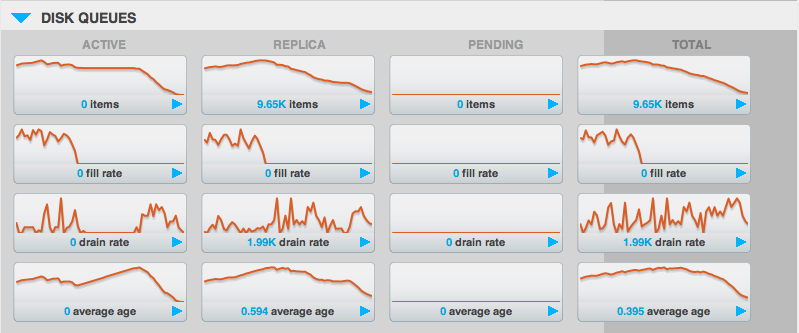 DISK QUEUES
ACTIVE REPLICA PENDING TOTAL
0 items 9.65K items 0 items 9.65K items
0 fill rate 0 fill rate 0 fill rate 0 fill rate
0 drain rate 1.99K drain rate 0 drain rate 1.99K drain rate
0 average age 0.594 average age 0 average age 0.395 average age